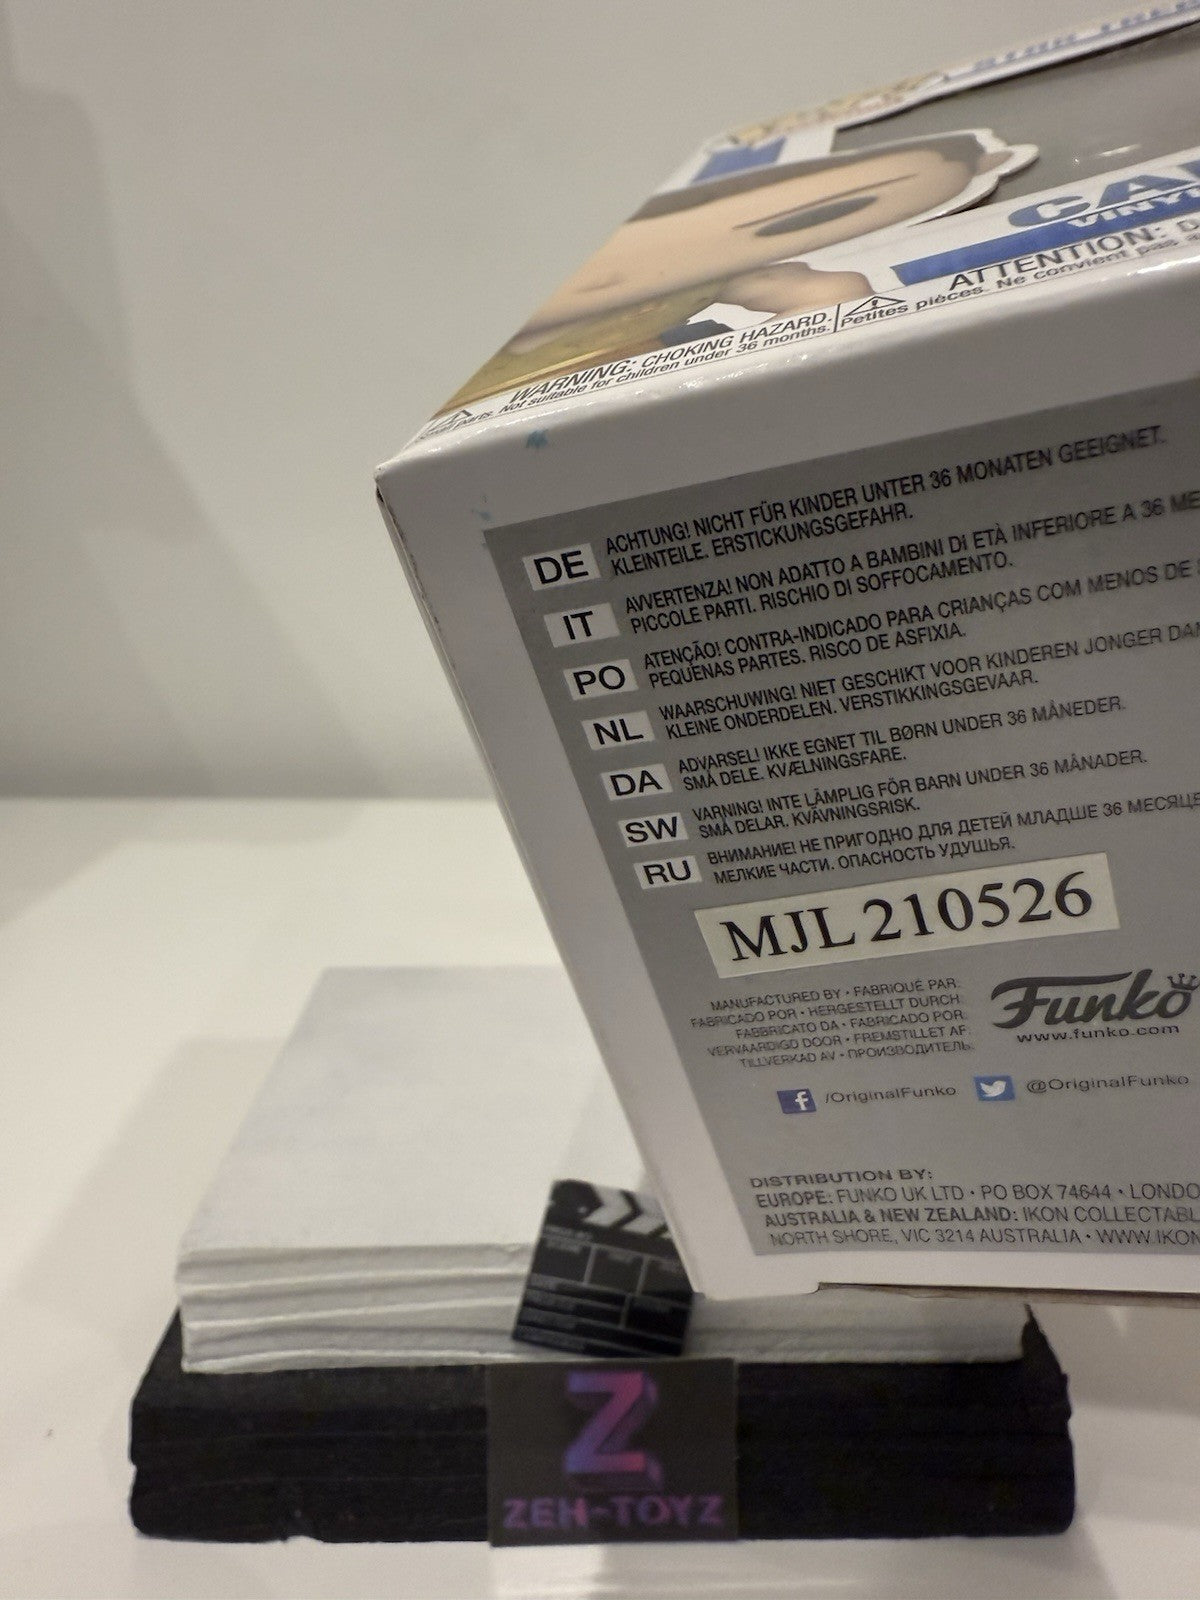 STAR TREK
CA
VINY
WARNING: CHOKING HAZARD.
parts. Not suitable for children under 36 months.
ATTENTION: D
Petites pièces. Ne convient pas a
DE
ACHTUNG! NICHT FÜR KINDER UNTER 36 MONATEN GEEIGNET.
KLEINTEILE. ERSTICKUNGSGEFAHR.
IT
AVVERTENZA! NON ADATTO A BAMBINI DI ETÀ INFERIORE A 36 ME
PICCOLE PARTI. RISCHIO DI SOFFOCAMENTO.
PO
ATENÇÃO! CONTRA-INDICADO PARA CRIANÇAS COM MENOS DE
PEQUENAS PARTES. RISCO DE ASFIXIA.
NL
WAARSCHUWING! NIET GESCHIKT VOOR KINDEREN JONGER DAN
KLEINE ONDERDELEN. VERSTIKKINGSGEVAAR.
DA
ADVARSEL! IKKE EGNET TIL BØRN UNDER 36 MÅNEDER.
SMÅ DELE. KVÆLNINGSFARE.
SW
VARNING! INTE LÄMPLIG FÖR BARN UNDER 36 MÅNADER.
SMÅ DELAR. KVÄVNINGSRISK.
RU
ВНИМАНИЕ! НЕ ПРИГОДНО ДЛЯ ДЕТЕЙ МЛАДШЕ 36 МЕСЯЦЕ
МЕЛКИЕ ЧАСТИ. ОПАСНОСТЬ УДУШЬЯ.
MJL 210526
MANUFACTURED BY • FABRIQUÉ PAR:
FABRICADO POR • HERGESTELLT DURCH:
FABBRICATO DA • FABRICADO POR:
VERVAARDIGD DOOR • FREMSTILLET AF:
TILLVERKAD AV • ПРОИЗВОДИТЕЛЬ:
Funko
www.funko.com
/OriginalFunko
@OriginalFunko
DISTRIBUTION BY:
EUROPE: FUNKO UK LTD • PO BOX 74644 • LONDO
AUSTRALIA & NEW ZEALAND: IKON COLLECTABL
NORTH SHORE, VIC 3214 AUSTRALIA • WWW.IKON
Z
ZEH-TOYZ